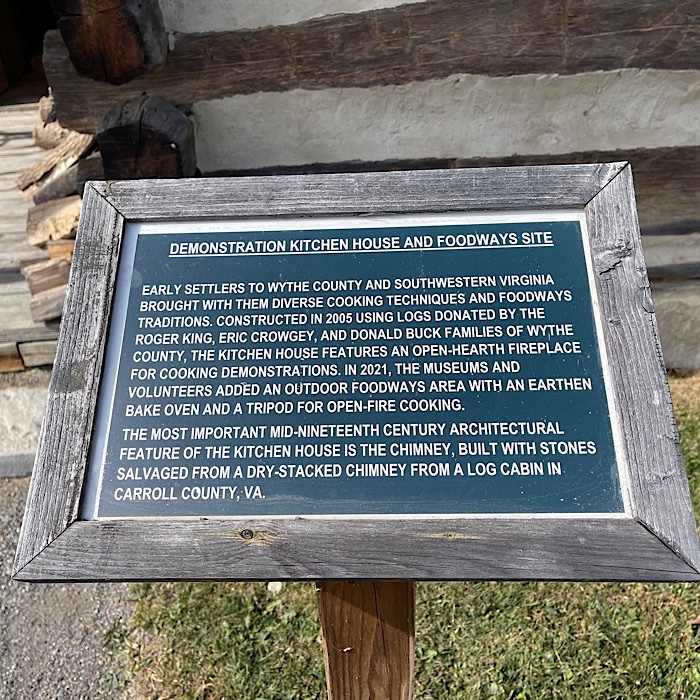 DEMONSTRATION KITCHEN HOUSE AND FOODWAYS SITE
EARLY SETTLERS TO WYTHE COUNTY AND SOUTHWESTERN VIRGINIA
BROUGHT WITH THEM DIVERSE COOKING TECHNIQUES AND FOODWAYS
TRADITIONS. CONSTRUCTED IN 2005 USING LOGS DONATED BY THE
ROGER KING, ERIC CROWGEY, AND DONALD BUCK FAMILIES OF WYTHE
COUNTY, THE KITCHEN HOUSE FEATURES AN OPEN-HEARTH FIREPLACE
FOR COOKING DEMONSTRATIONS. IN 2021, THE MUSEUMS AND
VOLUNTEERS ADDED AN OUTDOOR FOODWAYS AREA WITH AN EARTHEN
BAKE OVEN AND A TRIPOD FOR OPEN-FIRE COOKING.
THE MOST IMPORTANT MID-NINETEENTH CENTURY ARCHITECTURAL
FEATURE OF THE KITCHEN HOUSE IS THE CHIMNEY, BUILT WITH STONES
SALVAGED FROM A DRY-STACKED CHIMNEY FROM A LOG CABIN IN
CARROLL COUNTY, VA.